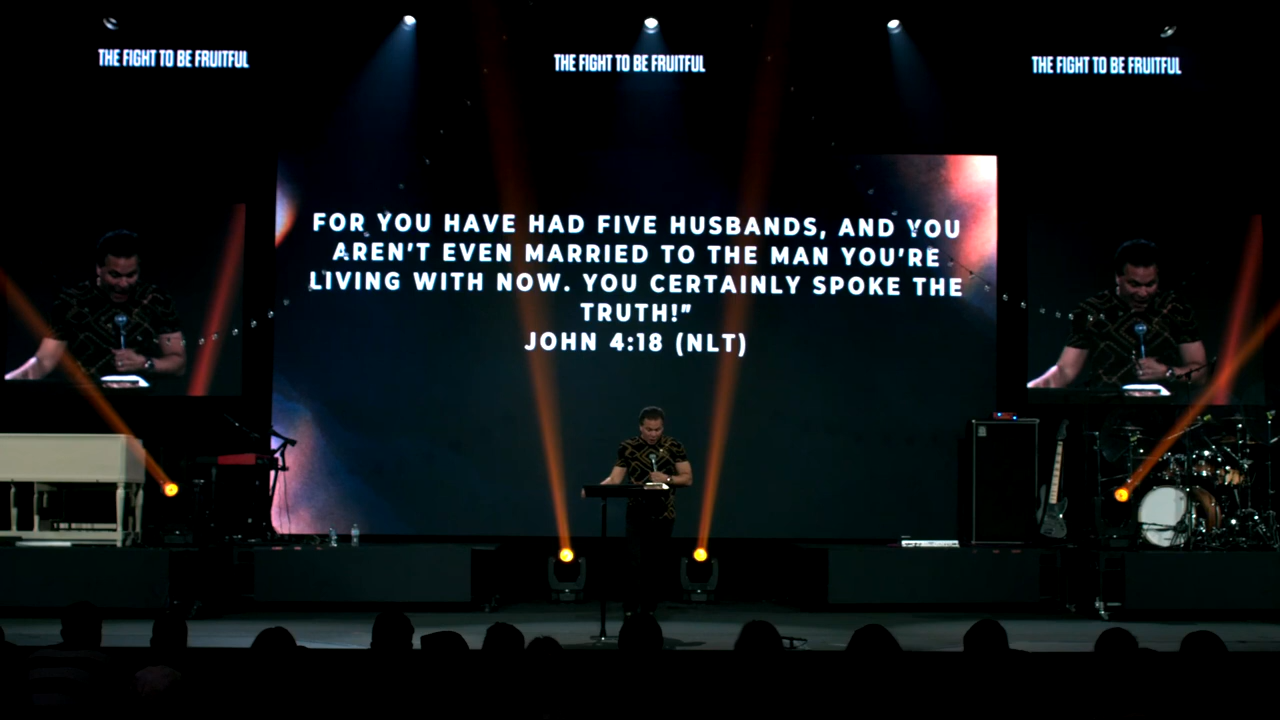 THE FIGHT TO BE FRUITFUL
THE FIGHT TO BE FRUITFUL
THE FIGHT TO BE FRUITFUL
FOR YOU HAVE HAD FIVE HUSBANDS, AND YOU
AREN'T EVEN MARRIED TO THE MAN YOU'RE
LIVING WITH NOW. YOU CERTAINLY SPOKE THE
TRUTH!"
JOHN 4:18 (NLT)